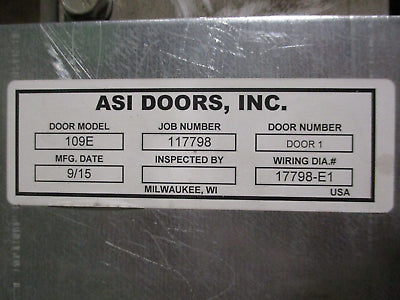 ASI DOORS, INC.
DOOR MODEL JOB NUMBER DOOR NUMBER
109E 117798 DOOR 1
MFG. DATE INSPECTED BY WIRING DIA.#
9/15 17798-E1
MILWAUKEE, WI USA